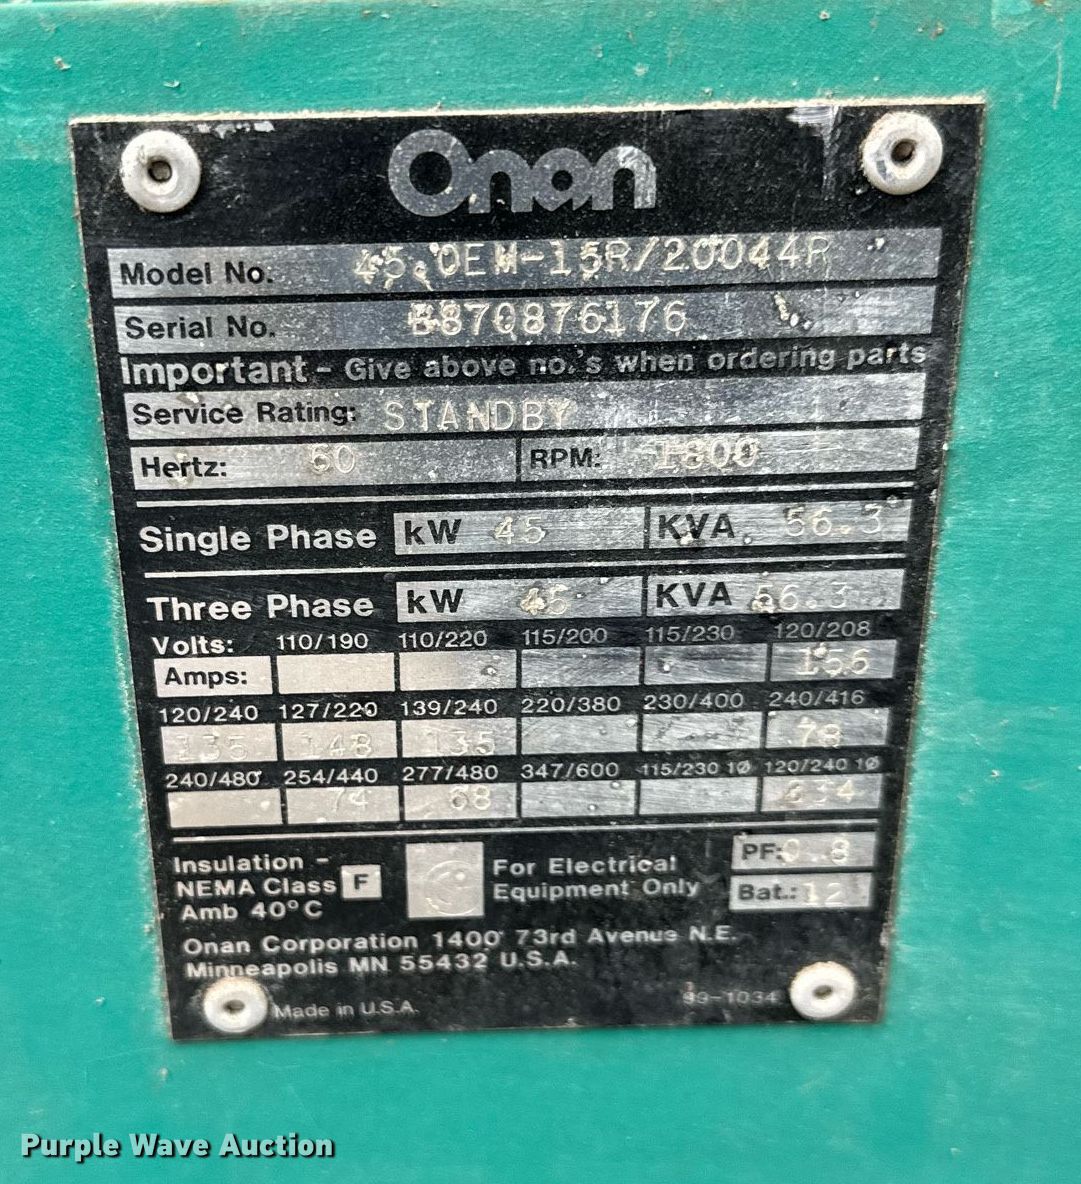 Onan
Model No. 45.0EM-15R/20044R
Serial No. B870876176
Important - Give above no.'s when ordering parts
Service Rating: STANDBY
Hertz: 60 RPM: 1800
Single Phase kW 45 KVA 56.3
Three Phase kW 45 KVA 56.3
Volts: 110/190 110/220 115/200 115/230 120/208
Amps: 156
120/240 127/220 139/240 220/380 230/400 240/416
135 148 135 78
240/480 254/440 277/480 347/600 115/230 1Ø 120/240 1Ø
74 68 234
Insulation - NEMA Class F
Amb 40°C
For Electrical
Equipment Only
PF: 0.8
Bat.: 12
Onan Corporation 1400 73rd Avenue N.E.
Minneapolis MN 55432 U.S.A.
Made in U.S.A. 99-1034
Purple Wave Auction